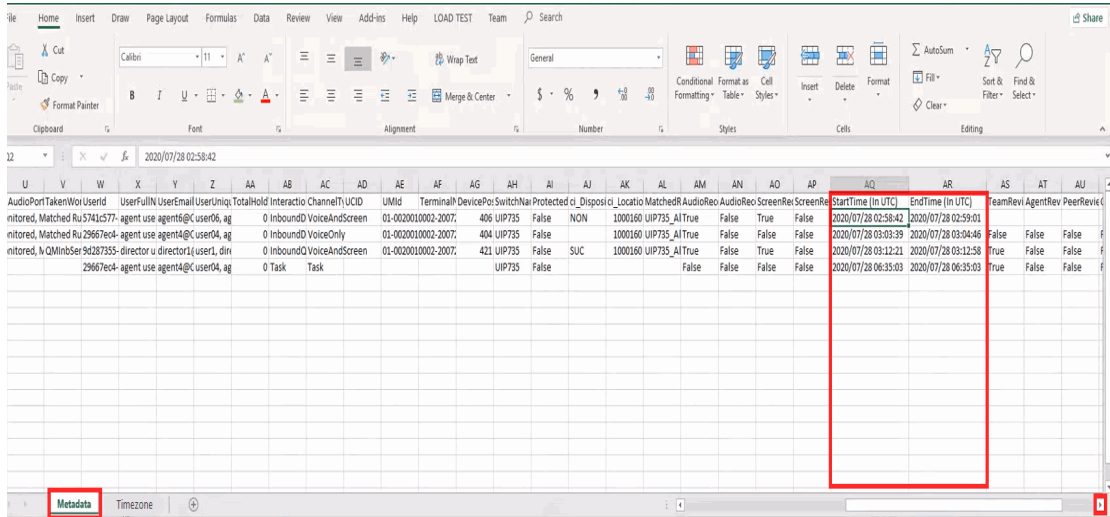 File Home Insert Draw Page Layout Formulas Data Review View Add-ins Help LOAD TEST Team Search Share
Cut
Copy
Format Painter
Calibri 11 A A
B I U A
Wrap Text
Merge & Center
General
$ % ,
Conditional Formatting
Format as Table
Cell Styles
Insert
Delete
Format
AutoSum
Fill
Clear
Sort & Filter
Find & Select
Clipboard Font Alignment Number Styles Cells Editing
fx 2020/07/28 02:58:42
U V W X Y Z AA AB AC AD AE AF AG AH AI AJ AK AL AM AN AO AP AQ AR AS AT AU
AudioPort TakenWor UserId UserFullN UserEmail UserUniqu TotalHold Interactio ChannelTy UCID UMId TerminalN DevicePos SwitchNar Protected ci_Disposi ci_Locatio MatchedR AudioReco AudioReco ScreenRec ScreenRe StartTime (In UTC) EndTime (In UTC) TeamRevi AgentRev PeerRevie
nitored, Matched Ru 5741c577- agent use agent6@C user06, ag 0 InboundD VoiceAndScreen 01-0020010002-2007: 406 UIP735 False NON 1000160 UIP735_Al True False True False 2020/07/28 02:58:42 2020/07/28 02:59:01
nitored, Matched Ru 29667ec4- agent use agent4@C user04, ag 0 InboundD VoiceOnly 01-0020010002-2007: 404 UIP735 False 1000160 UIP735_Al True False False False 2020/07/28 03:03:39 2020/07/28 03:04:46 False False False
nitored, M QMInbSer 9d287355- director u director1@ user1, dire 0 InboundQ VoiceAndScreen 01-0020010002-2007: 421 UIP735 False SUC 1000160 UIP735_Al True False True False 2020/07/28 03:12:21 2020/07/28 03:12:58 True False False
29667ec4- agent use agent4@C user04, ag 0 Task Task UIP735 False False False False False 2020/07/28 06:35:03 2020/07/28 06:35:03 True False False
Metadata Timezone